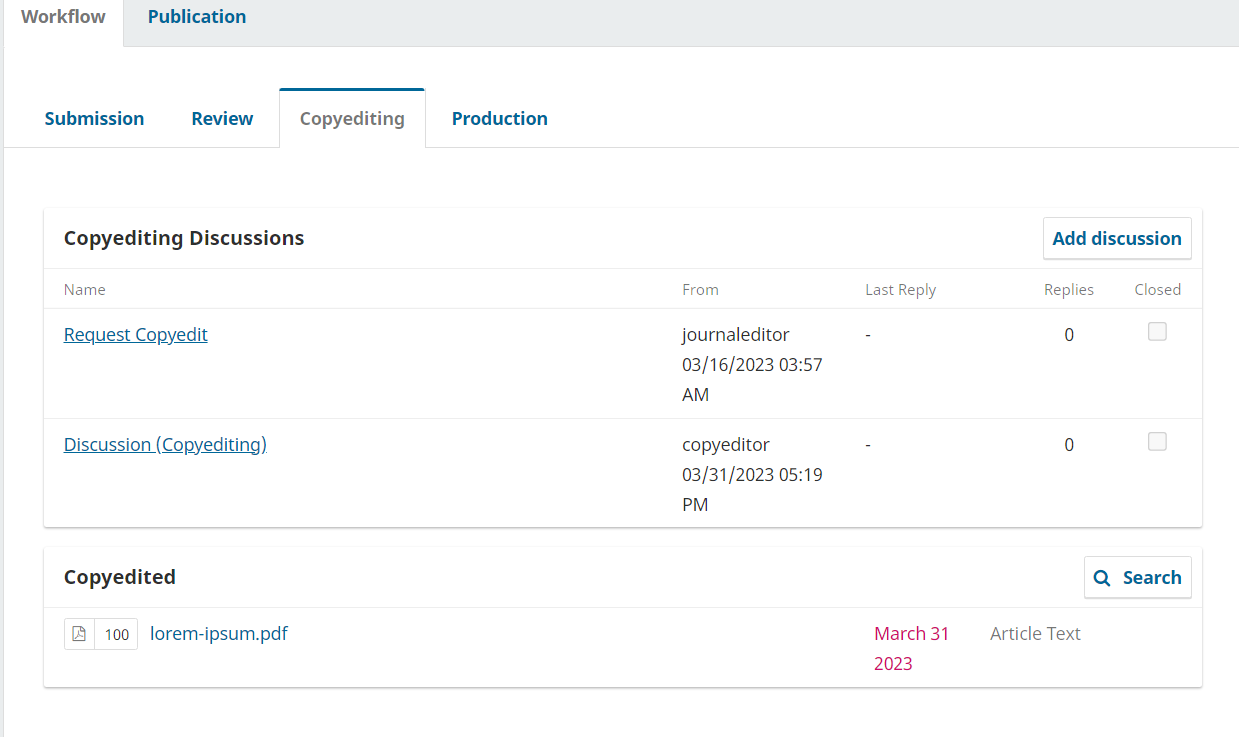 Workflow Publication
Submission Review Copyediting Production
Copyediting Discussions Add discussion
Name From Last Reply Replies Closed
Request Copyedit journaleditor - 0
03/16/2023 03:57
AM
Discussion (Copyediting) copyeditor - 0
03/31/2023 05:19
PM
Copyedited Search
100 lorem-ipsum.pdf March 31 Article Text
2023